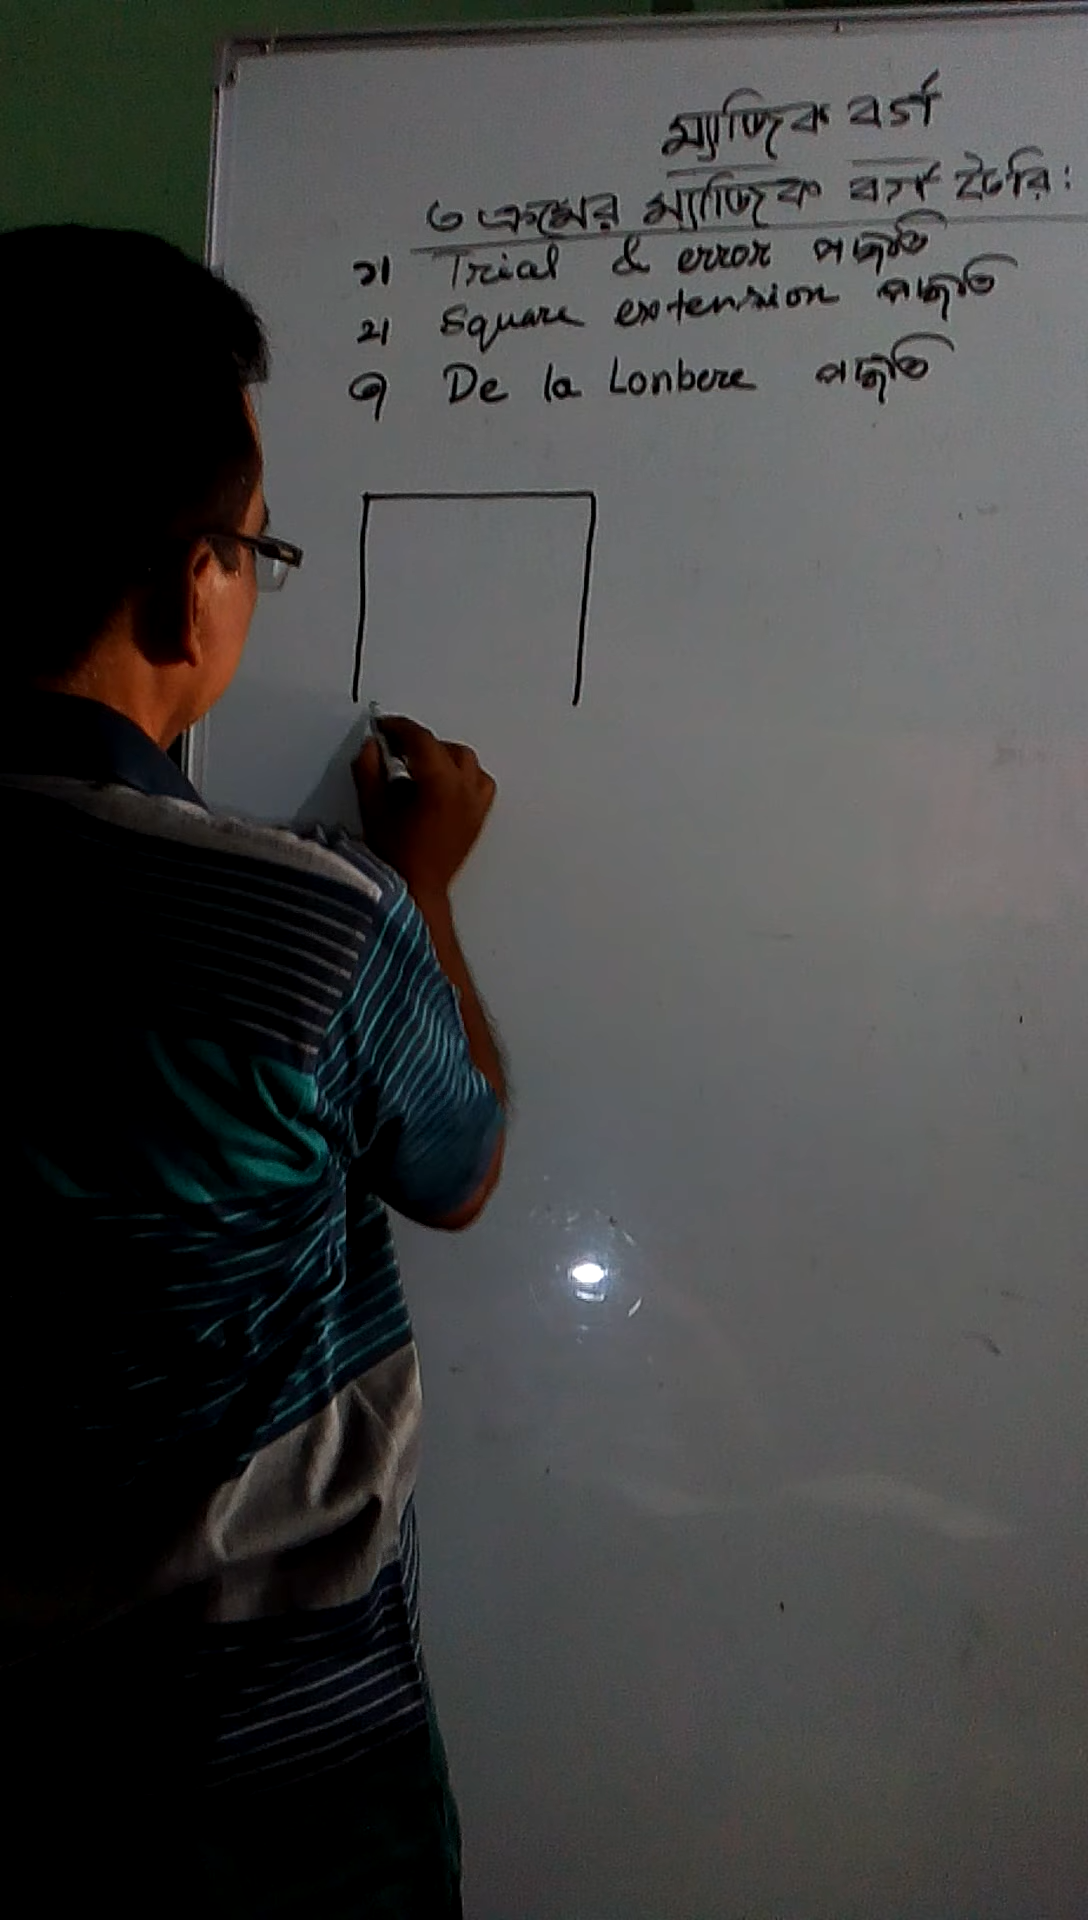 ম্যাজিক বর্গ
৩ ক্রমের ম্যাজিক বর্গ তৈরি:
১। Trial & error পদ্ধতি
২। Square extension পদ্ধতি
৩। De la Lonbere পদ্ধতি